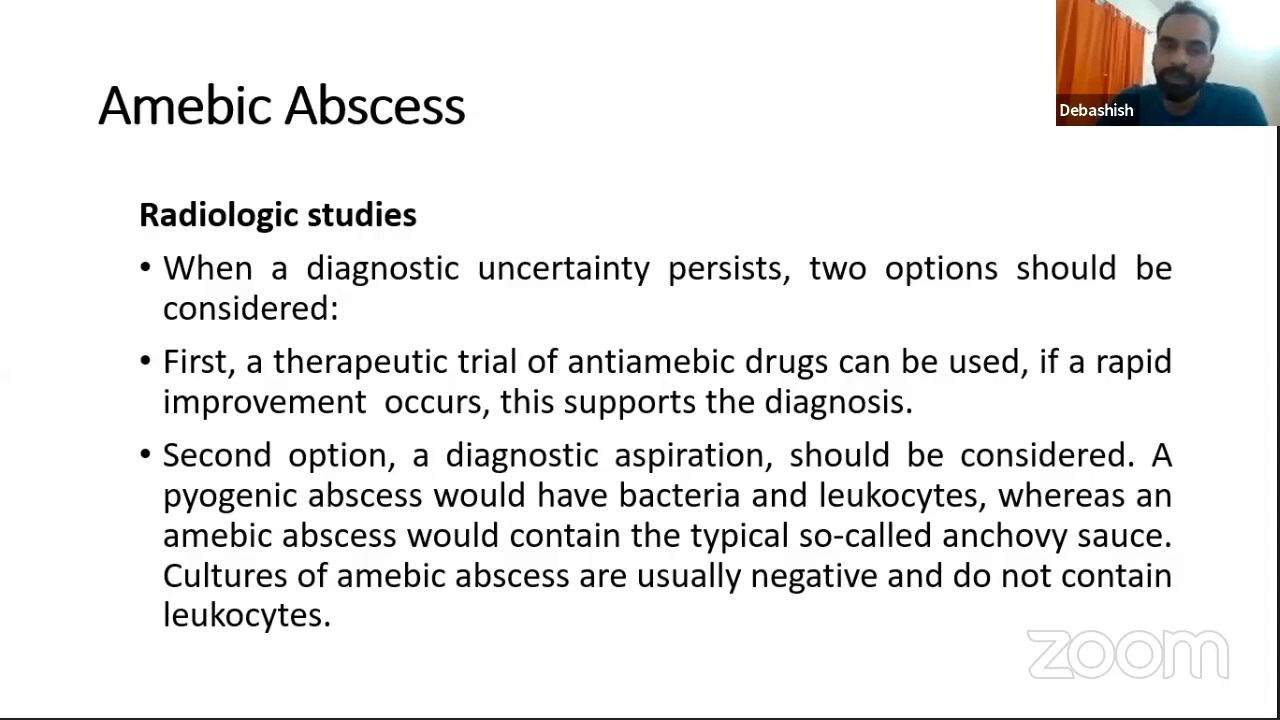 Debashish
Amebic Abscess
Radiologic studies
• When a diagnostic uncertainty persists, two options should be
considered:
• First, a therapeutic trial of antiamebic drugs can be used, if a rapid
improvement occurs, this supports the diagnosis.
• Second option, a diagnostic aspiration, should be considered. A
pyogenic abscess would have bacteria and leukocytes, whereas an
amebic abscess would contain the typical so-called anchovy sauce.
Cultures of amebic abscess are usually negative and do not contain
leukocytes.
zoom